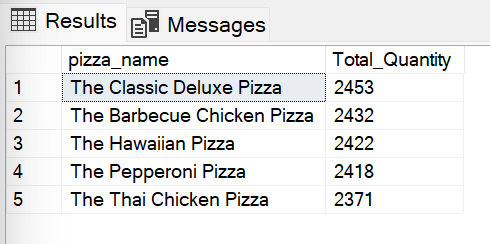 Results Messages
pizza_name Total_Quantity
1 The Classic Deluxe Pizza 2453
2 The Barbecue Chicken Pizza 2432
3 The Hawaiian Pizza 2422
4 The Pepperoni Pizza 2418
5 The Thai Chicken Pizza 2371